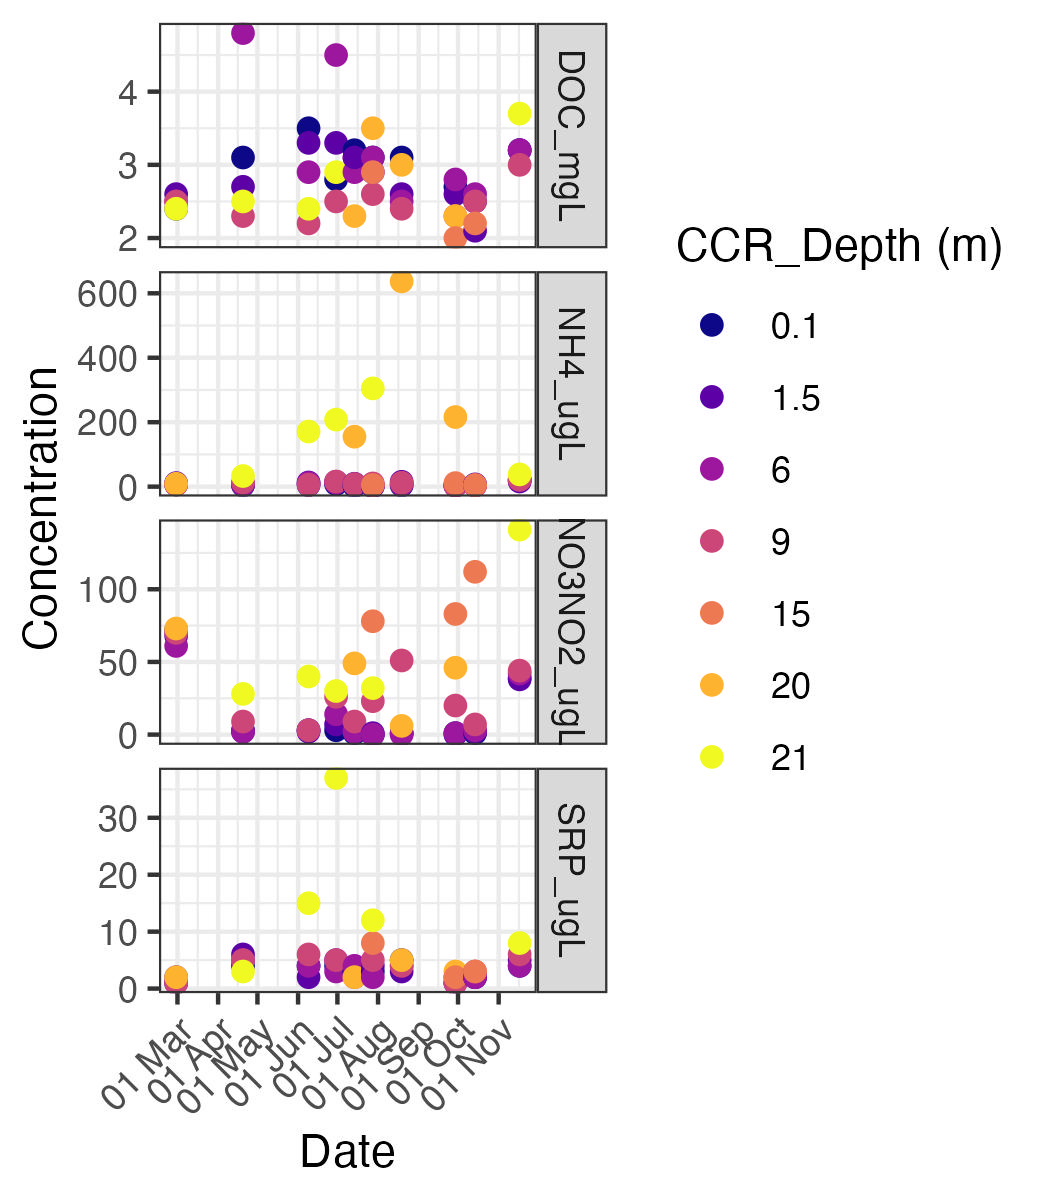 4
3
2
DOC_mgL
600
400
200
0
NH4_ugL
100
50
0
NO3NO2_ugL
30
20
10
0
SRP_ugL
Concentration
01 Mar
01 Apr
01 May
01 Jun
01 Jul
01 Aug
01 Sep
01 Oct
01 Nov
Date
CCR_Depth (m)
0.1
1.5
6
9
15
20
21